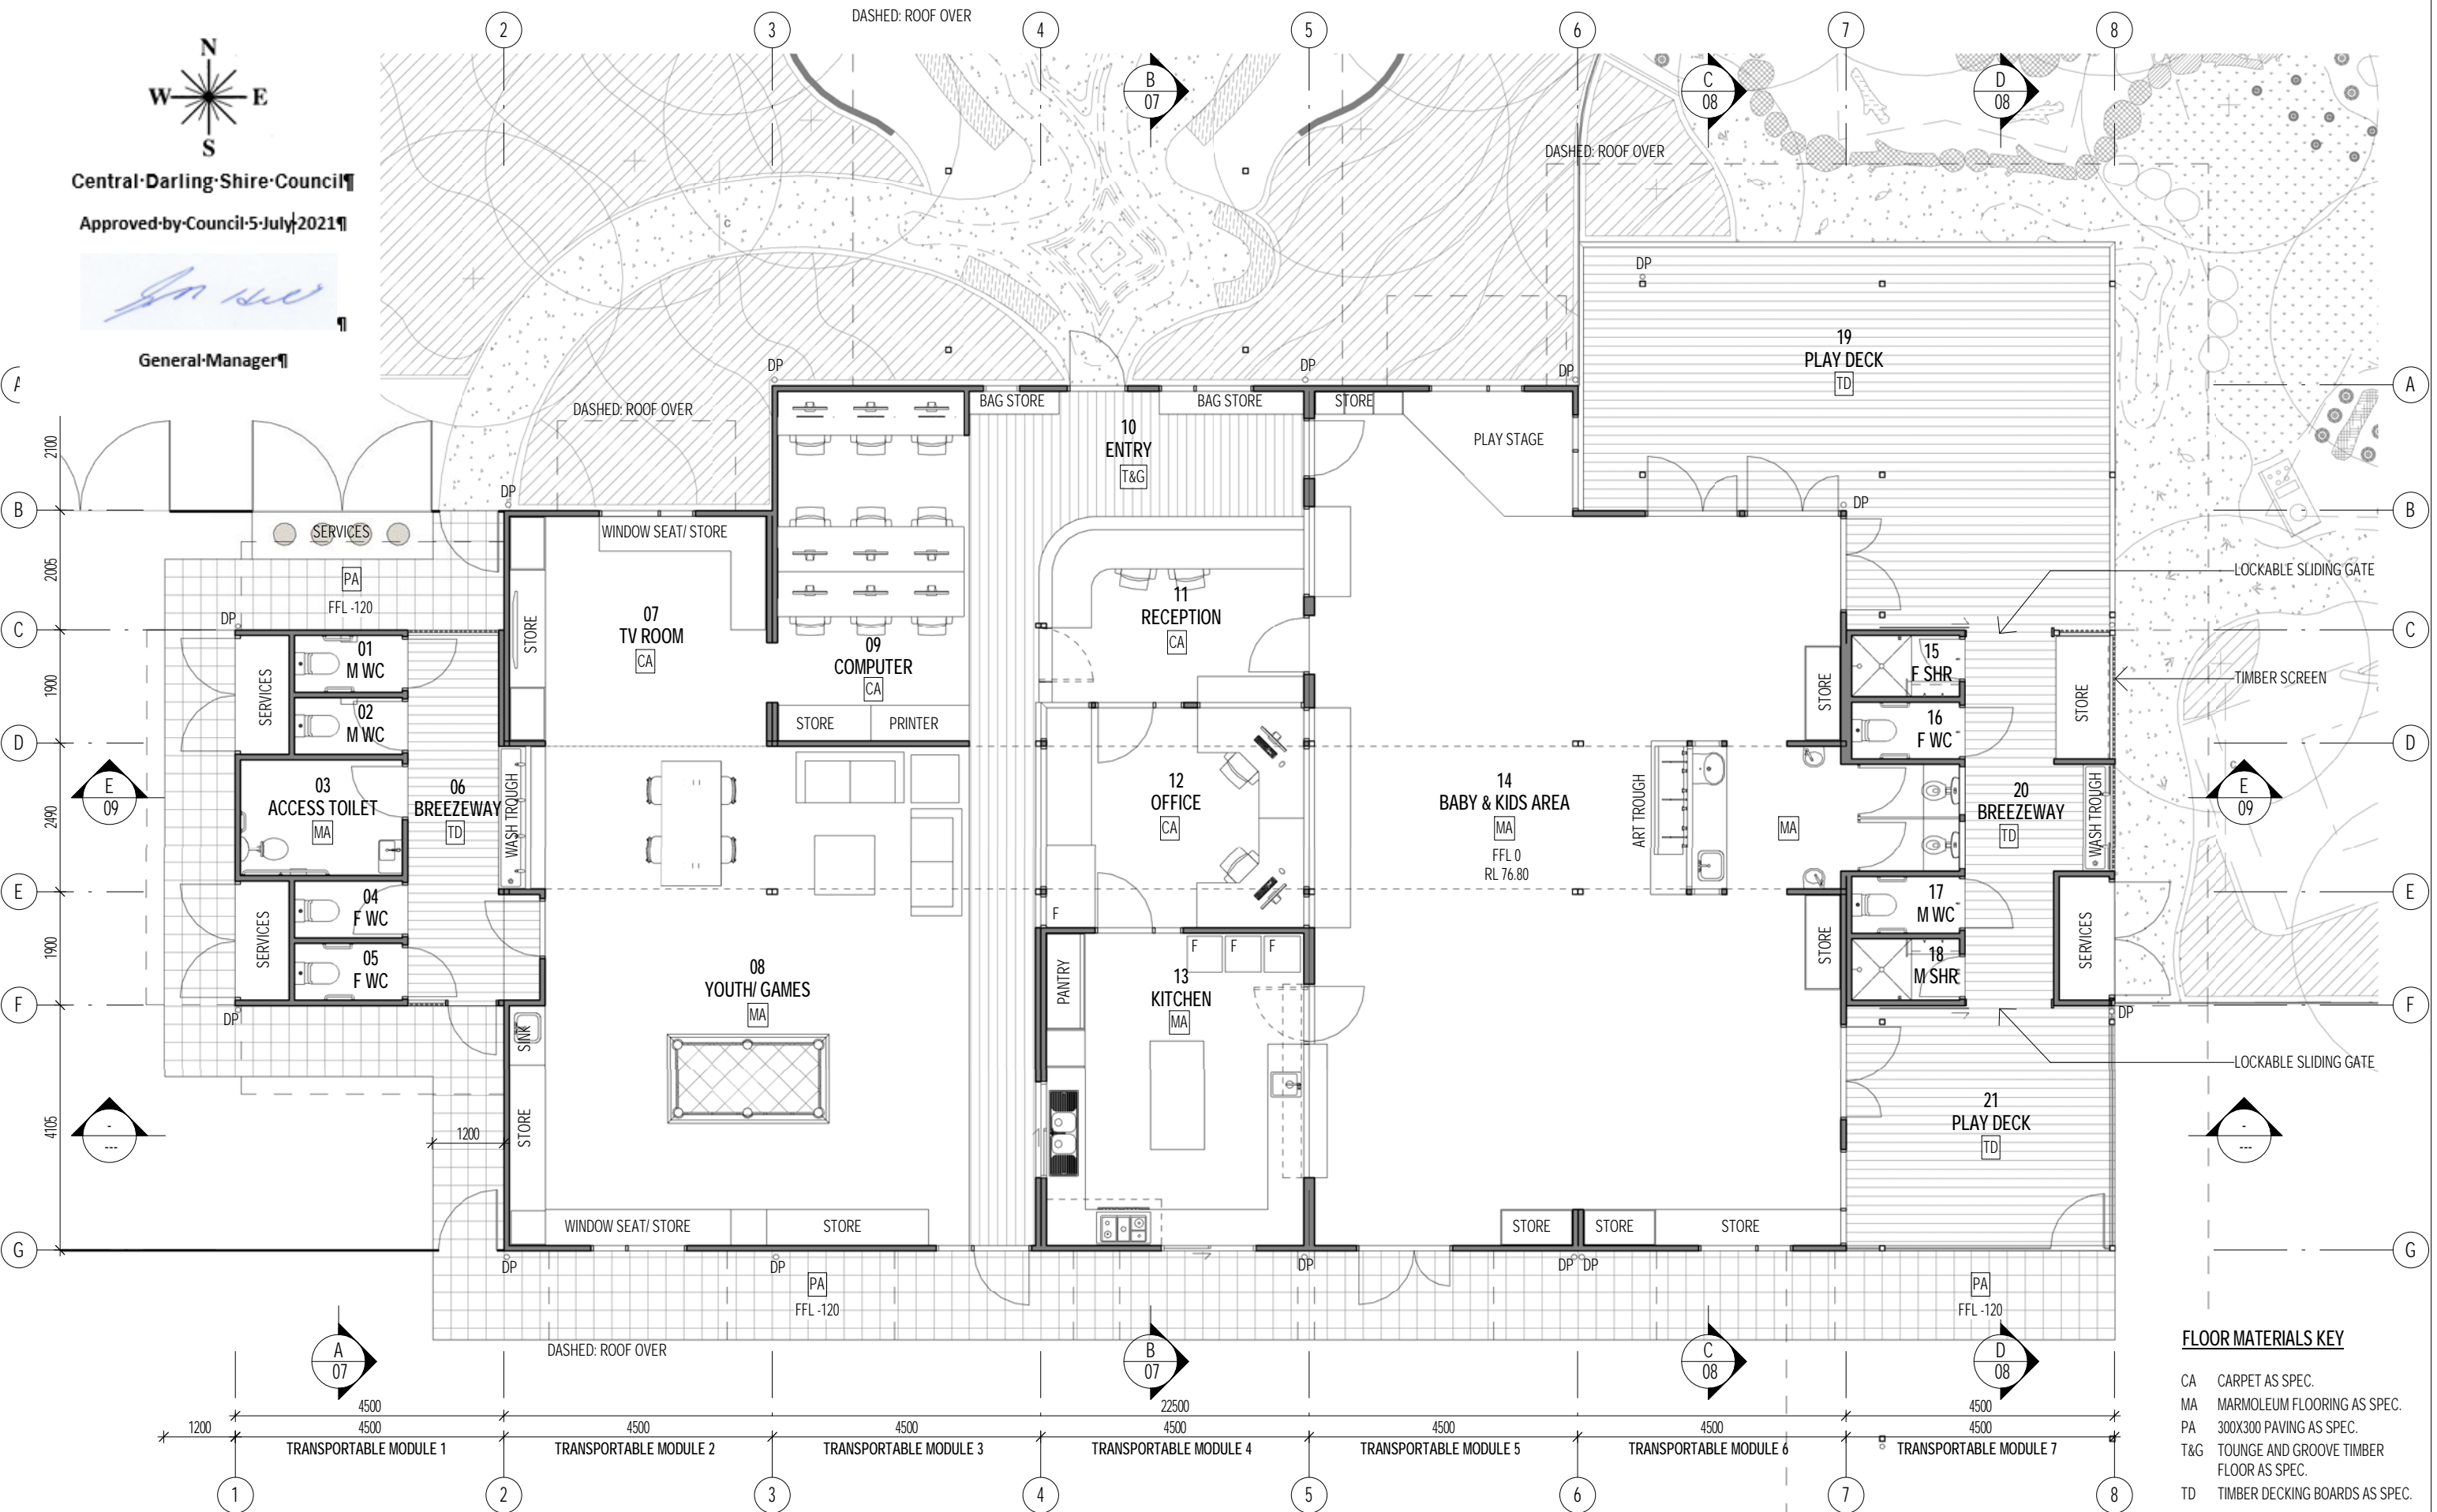 DASHED: ROOF OVER
2
3
4
5
6
7
8
N
W E
S
Central·Darling·Shire·Council¶
Approved·by·Council·5·July·2021¶
¶
General·Manager¶
B
07
C
08
D
08
DASHED: ROOF OVER
DP
19
PLAY DECK
TD
DP
DP
DP
A
A
DASHED: ROOF OVER
BAG STORE
BAG STORE
STORE
10
ENTRY
T&G
PLAY STAGE
2100
DP
DP
B
B
SERVICES
WINDOW SEAT/ STORE
2005
PA
FFL -120
LOCKABLE SLIDING GATE
DP
07
TV ROOM
CA
STORE
11
RECEPTION
CA
C
C
01
M WC
09
COMPUTER
CA
15
F SHR
1900
SERVICES
STORE
STORE
TIMBER SCREEN
02
M WC
STORE
PRINTER
16
F WC
D
D
03
ACCESS TOILET
MA
06
BREEZEWAY
TD
WASH TROUGH
12
OFFICE
CA
14
BABY & KIDS AREA
MA
FFL 0
RL 76.80
ART TROUGH
MA
20
BREEZEWAY
TD
WASH TROUGH
E
09
E
09
2490
E
E
04
F WC
F
17
M WC
1900
SERVICES
05
F WC
08
YOUTH/ GAMES
MA
F
F
F
PANTRY
13
KITCHEN
MA
STORE
18
M SHR
SERVICES
F
F
DP
DP
SINK
LOCKABLE SLIDING GATE
4105
-
---
1200
STORE
21
PLAY DECK
TD
-
---
WINDOW SEAT/ STORE
STORE
STORE
STORE
STORE
G
G
DP
DP
DP
DP
DP
PA
FFL -120
PA
FFL -120
DASHED: ROOF OVER
A
07
B
07
C
08
D
08
FLOOR MATERIALS KEY
CA CARPET AS SPEC.
MA MARMOLEUM FLOORING AS SPEC.
PA 300X300 PAVING AS SPEC.
T&G TOUNGE AND GROOVE TIMBER
FLOOR AS SPEC.
TD TIMBER DECKING BOARDS AS SPEC.
4500
22500
4500
1200
4500
4500
4500
4500
4500
4500
4500
TRANSPORTABLE MODULE 1
TRANSPORTABLE MODULE 2
TRANSPORTABLE MODULE 3
TRANSPORTABLE MODULE 4
TRANSPORTABLE MODULE 5
TRANSPORTABLE MODULE 6
TRANSPORTABLE MODULE 7
1
2
3
4
5
6
7
8